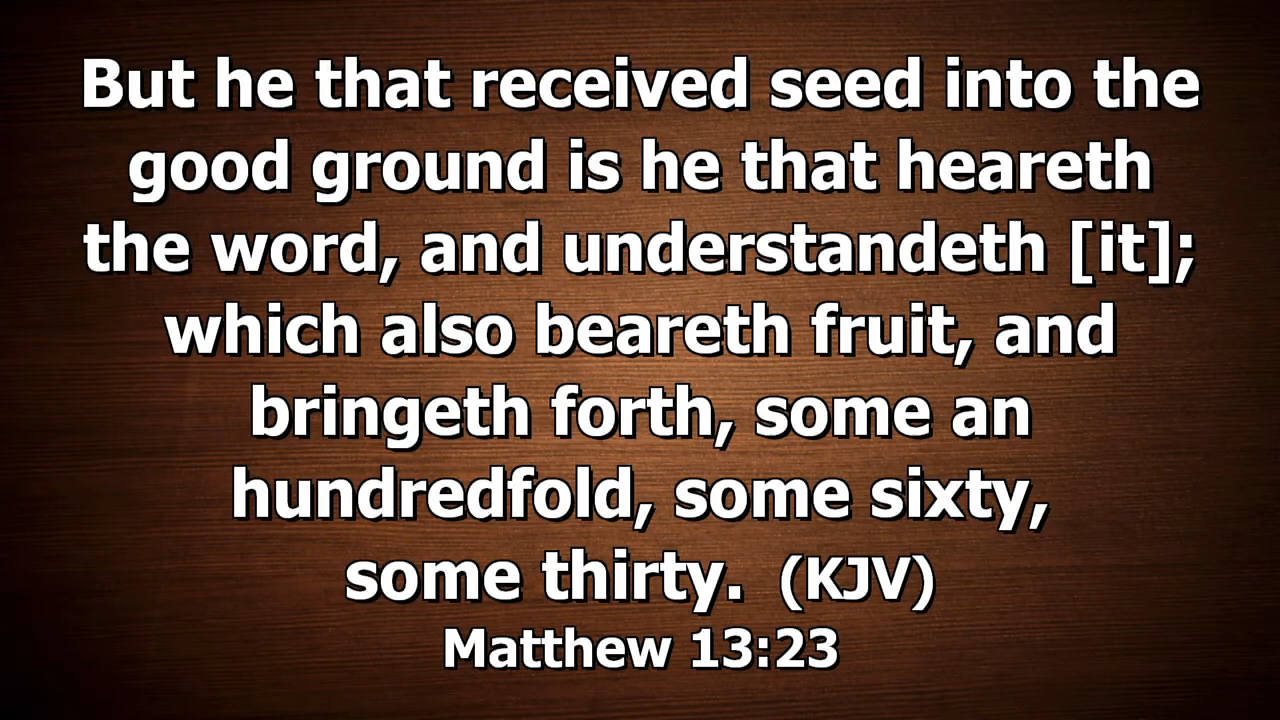 But he that received seed into the
good ground is he that heareth
the word, and understandeth [it];
which also beareth fruit, and
bringeth forth, some an
hundredfold, some sixty,
some thirty. (KJV)
Matthew 13:23